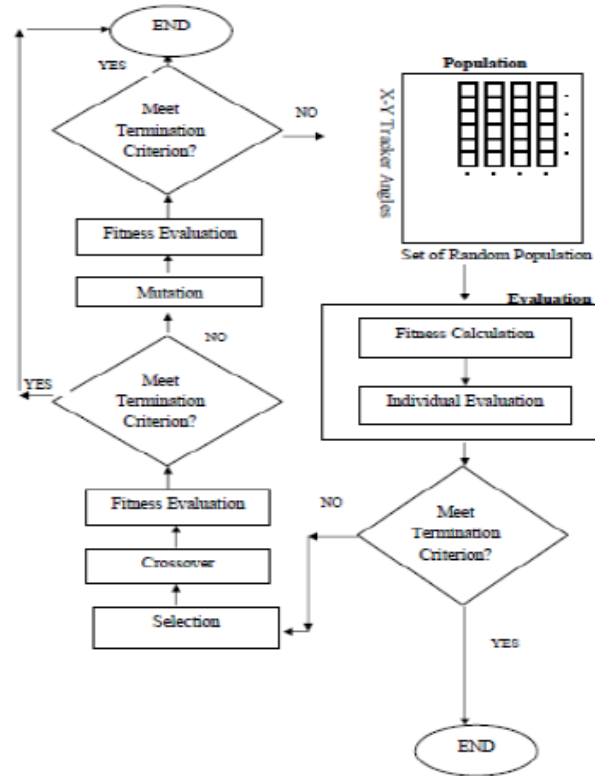 END
YES
Meet
Termination
Criterion?
NO
Fitness Evaluation
Mutation
NO
YES
Meet
Termination
Criterion?
Fitness Evaluation
Crossover
Selection
Population
X-Y Tracker Angles
Set of Random Population
Evaluation
Fitness Calculation
Individual Evaluation
NO
Meet
Termination
Criterion?
YES
END